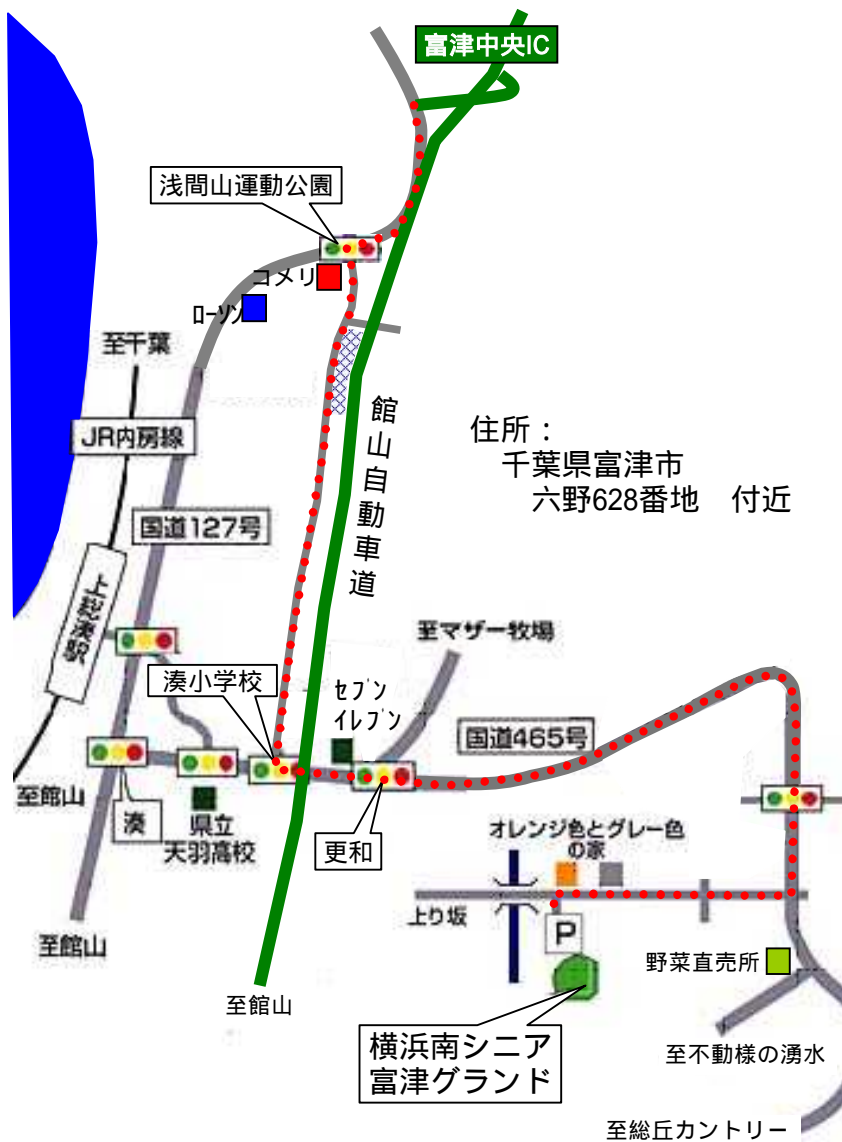 富津中央IC
浅間山運動公園
コメリ
ローソン
至千葉
JR内房線
館山自動車道
住所：
千葉県富津市
六野628番地　付近
国道127号
上総湊駅
至マザー牧場
湊小学校
セブン
イレブン
国道465号
至館山
湊
県立
天羽高校
更和
オレンジ色とグレー色
の家
上り坂
P
至館山
野菜直売所
至館山
横浜南シニア
富津グランド
至不動様の湧水
至総丘カントリー